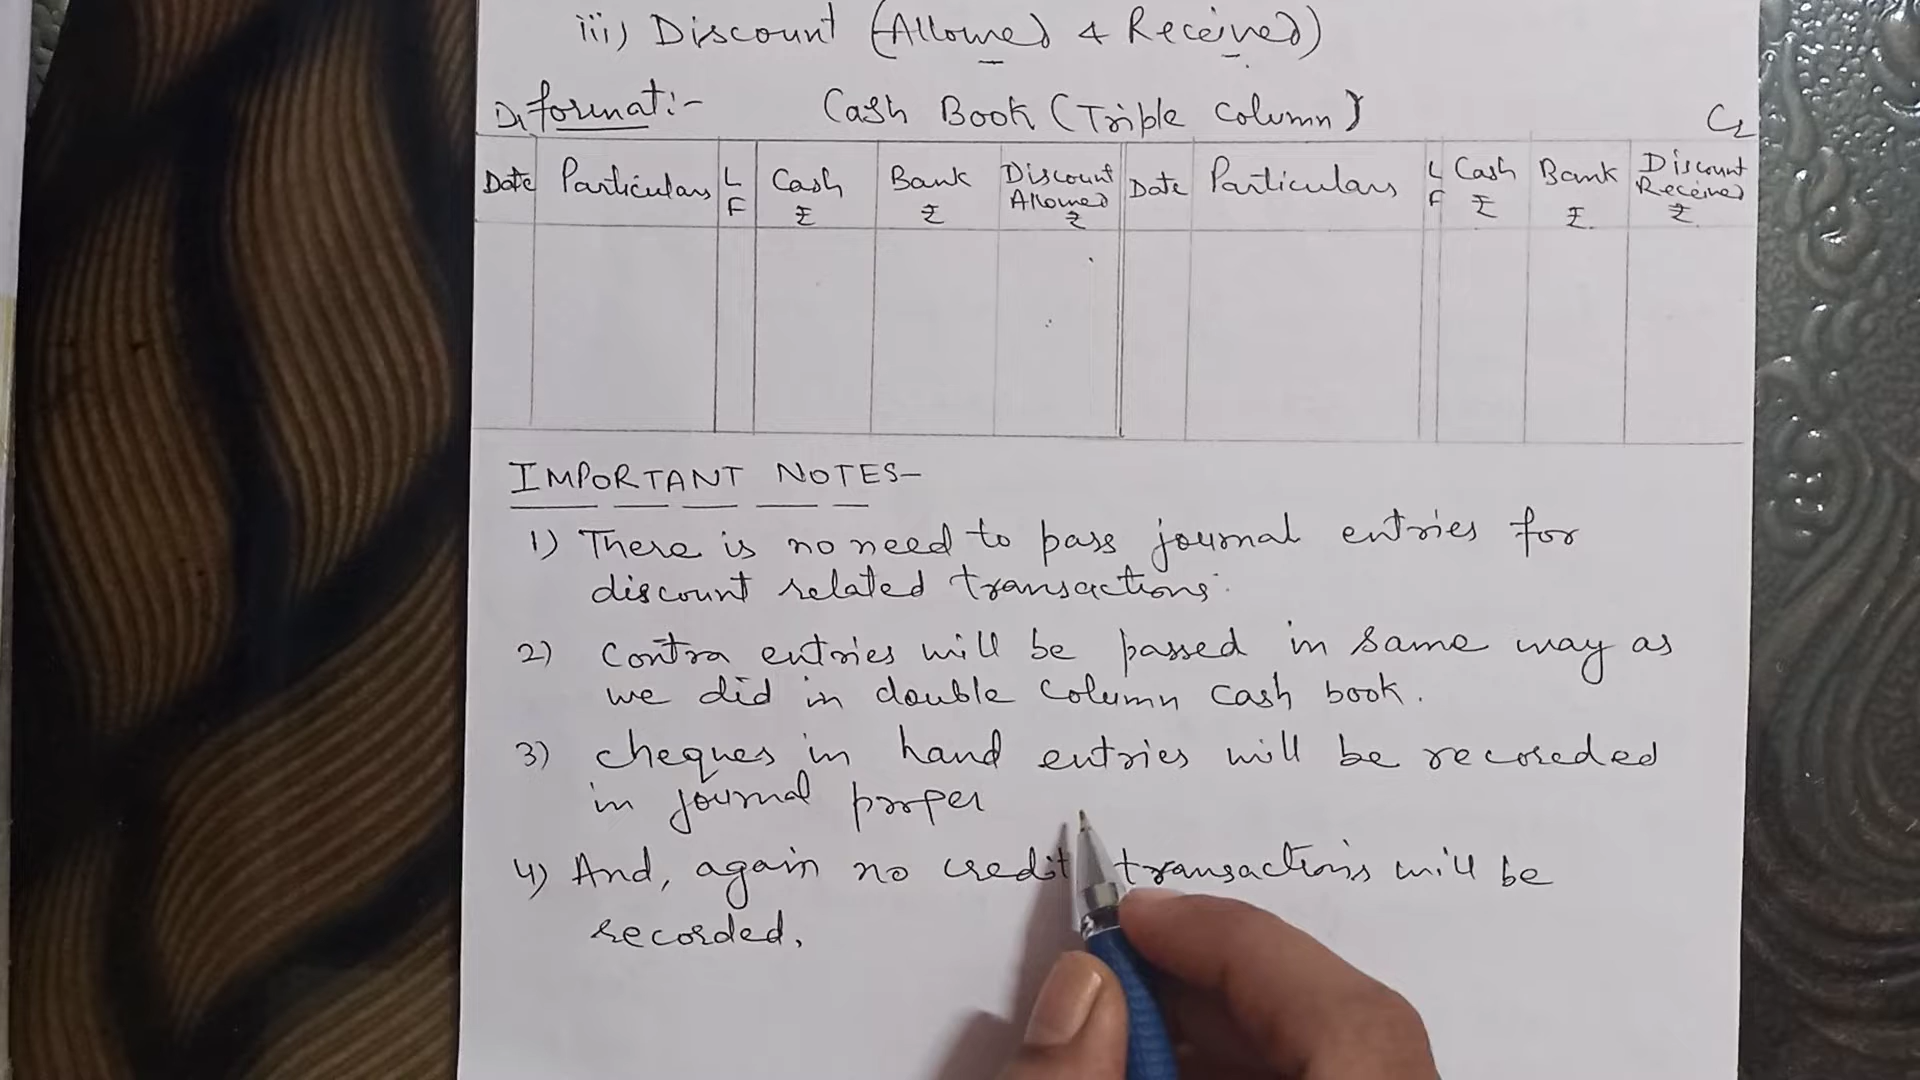 iii) Discount (Allowed & Received)
Dr format:- Cash Book (Triple Column) Cr
Date Particulars L F Cash ₹ Bank ₹ Discount Allowed ₹ Date Particulars L F Cash ₹ Bank ₹ Discount Received ₹
IMPORTANT NOTES-
1) There is no need to pass journal entries for
discount related transactions.
2) Contra entries will be passed in same way as
we did in double column cash book.
3) cheques in hand entries will be recoreded
in journal proper
4) And, again no credit transactions will be
recorded.